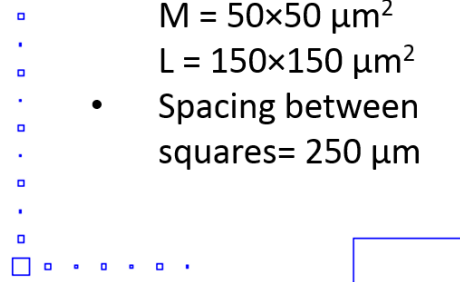 M = 50×50 µm²
L = 150×150 µm²
• Spacing between
squares= 250 µm